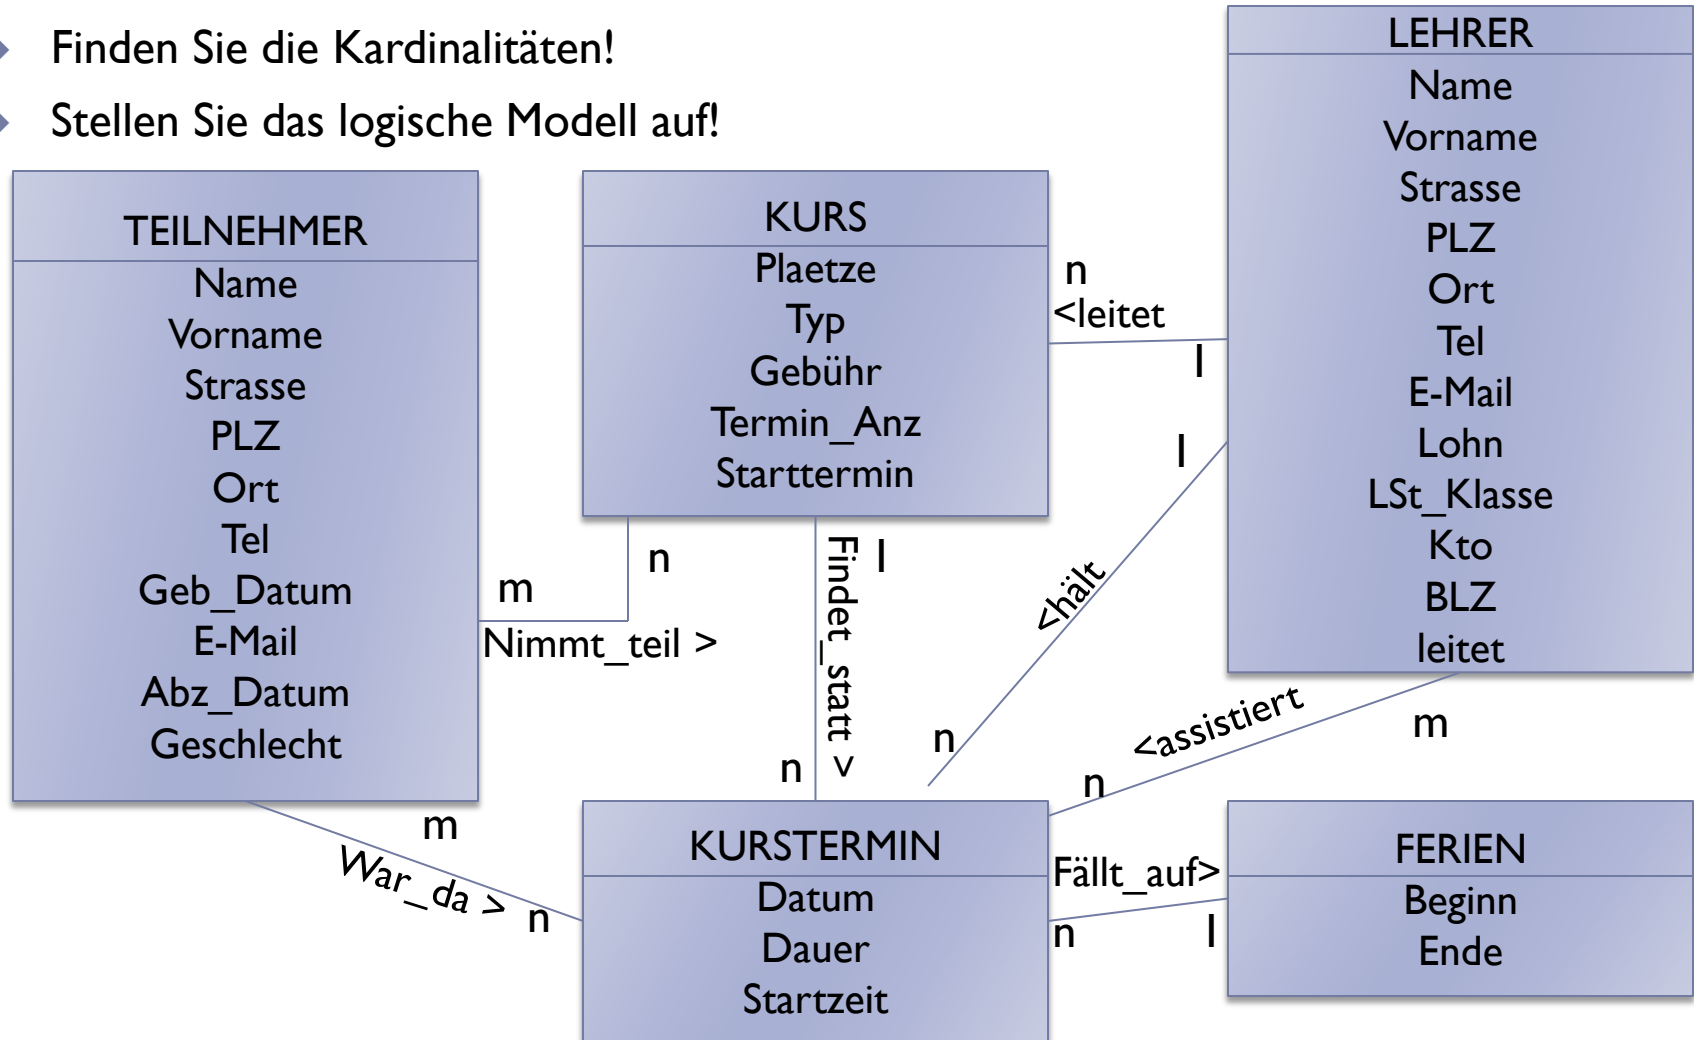 Finden Sie die Kardinalitäten!
Stellen Sie das logische Modell auf!
TEILNEHMER
Name
Vorname
Strasse
PLZ
Ort
Tel
Geb_Datum
E-Mail
Abz_Datum
Geschlecht
KURS
Plaetze
Typ
Gebühr
Termin_Anz
Starttermin
LEHRER
Name
Vorname
Strasse
PLZ
Ort
Tel
E-Mail
Lohn
LSt_Klasse
Kto
BLZ
leitet
n
<leitet
1
m
n
Nimmt_teil >
1
Findet_statt >
n
1
<hält
n
<assistiert
m
n
m
War_da >
n
KURSTERMIN
Datum
Dauer
Startzeit
Fällt_auf>
n
1
FERIEN
Beginn
Ende